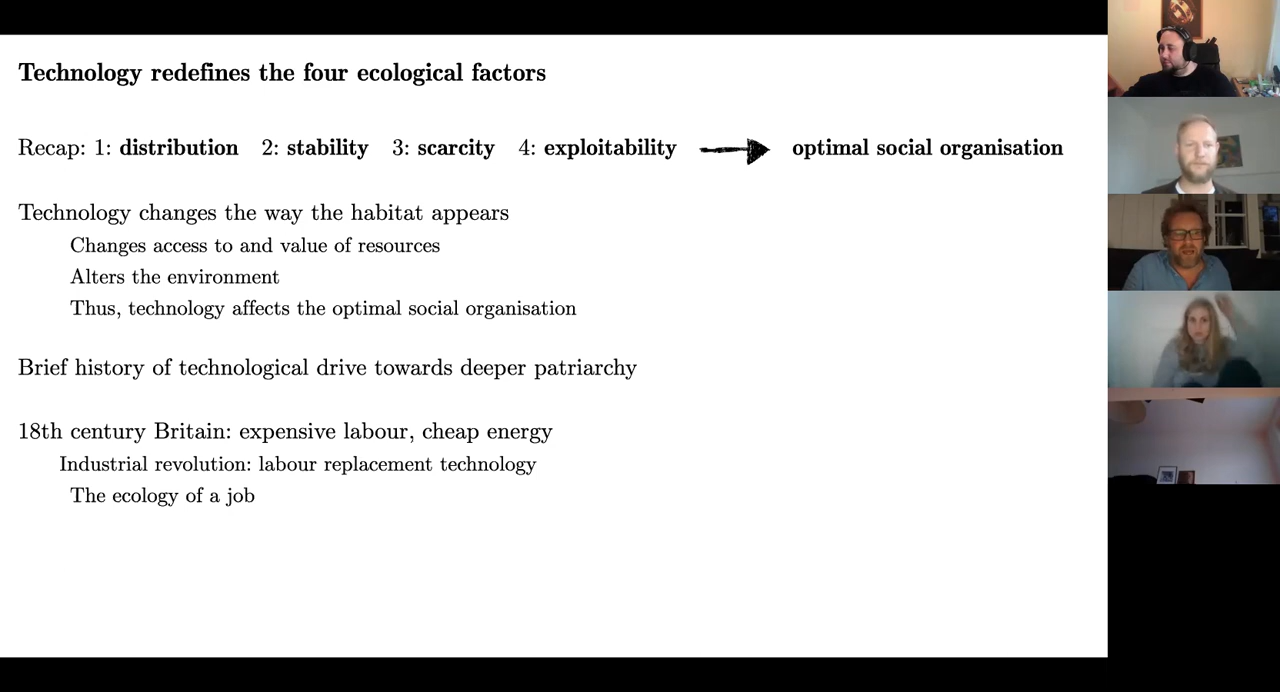 Technology redefines the four ecological factors
Recap: 1: distribution 2: stability 3: scarcity 4: exploitability optimal social organisation
Technology changes the way the habitat appears
Changes access to and value of resources
Alters the environment
Thus, technology affects the optimal social organisation
Brief history of technological drive towards deeper patriarchy
18th century Britain: expensive labour, cheap energy
Industrial revolution: labour replacement technology
The ecology of a job